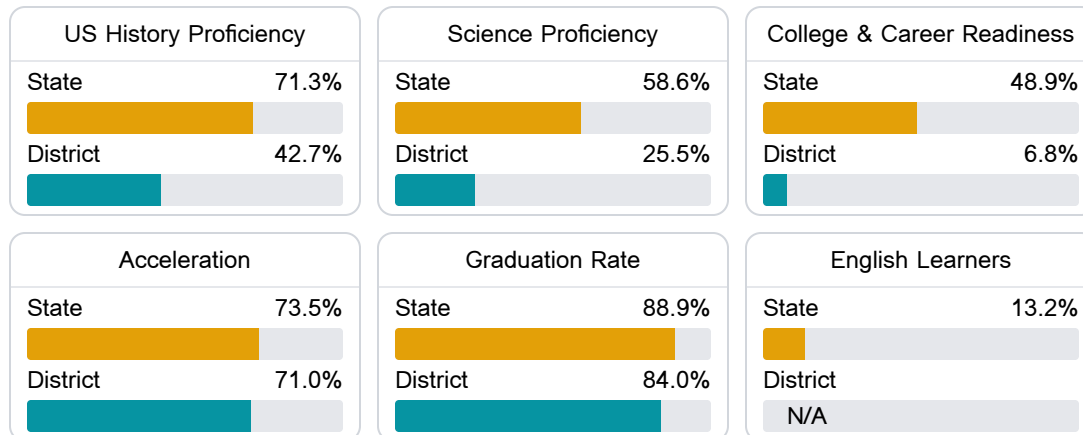 US History Proficiency
State 71.3%
District 42.7%
Science Proficiency
State 58.6%
District 25.5%
College & Career Readiness
State 48.9%
District 6.8%
Acceleration
State 73.5%
District 71.0%
Graduation Rate
State 88.9%
District 84.0%
English Learners
State 13.2%
District
N/A